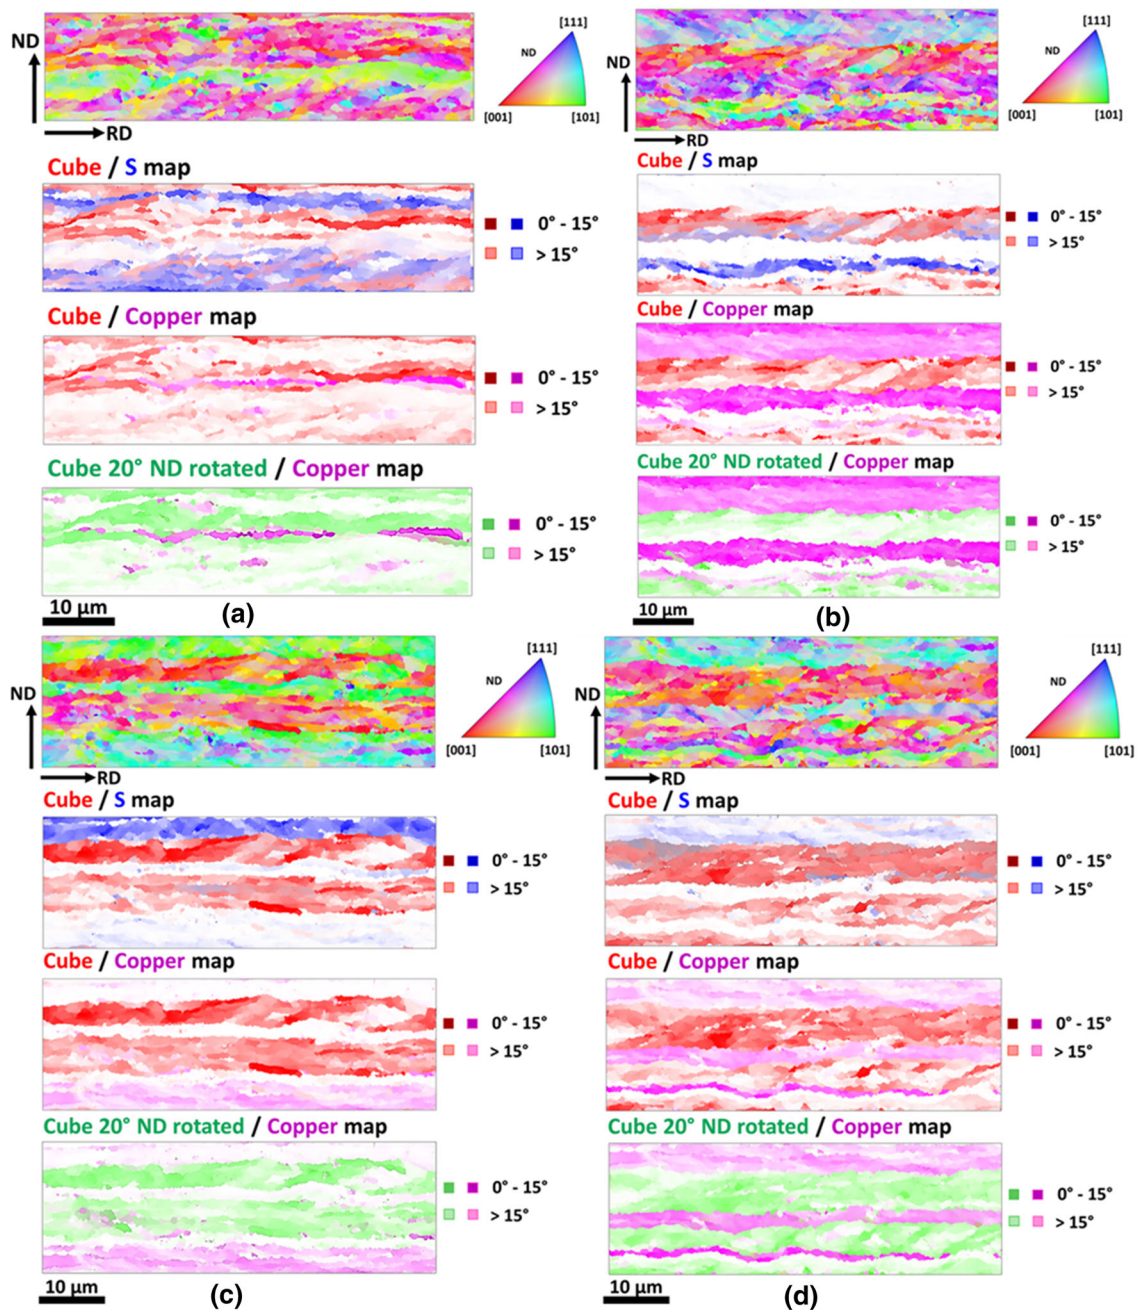 ND
RD
[111]
ND
[001]
[101]
Cube / S map
0° - 15°
> 15°
Cube / Copper map
0° - 15°
> 15°
Cube 20° ND rotated / Copper map
0° - 15°
> 15°
10 µm
(a)
ND
RD
[111]
ND
[001]
[101]
Cube / S map
0° - 15°
> 15°
Cube / Copper map
0° - 15°
> 15°
Cube 20° ND rotated / Copper map
0° - 15°
> 15°
10 µm
(b)
ND
RD
[111]
ND
[001]
[101]
Cube / S map
0° - 15°
> 15°
Cube / Copper map
0° - 15°
> 15°
Cube 20° ND rotated / Copper map
0° - 15°
> 15°
10 µm
(c)
ND
RD
[111]
ND
[001]
[101]
Cube / S map
0° - 15°
> 15°
Cube / Copper map
0° - 15°
> 15°
Cube 20° ND rotated / Copper map
0° - 15°
> 15°
10 µm
(d)